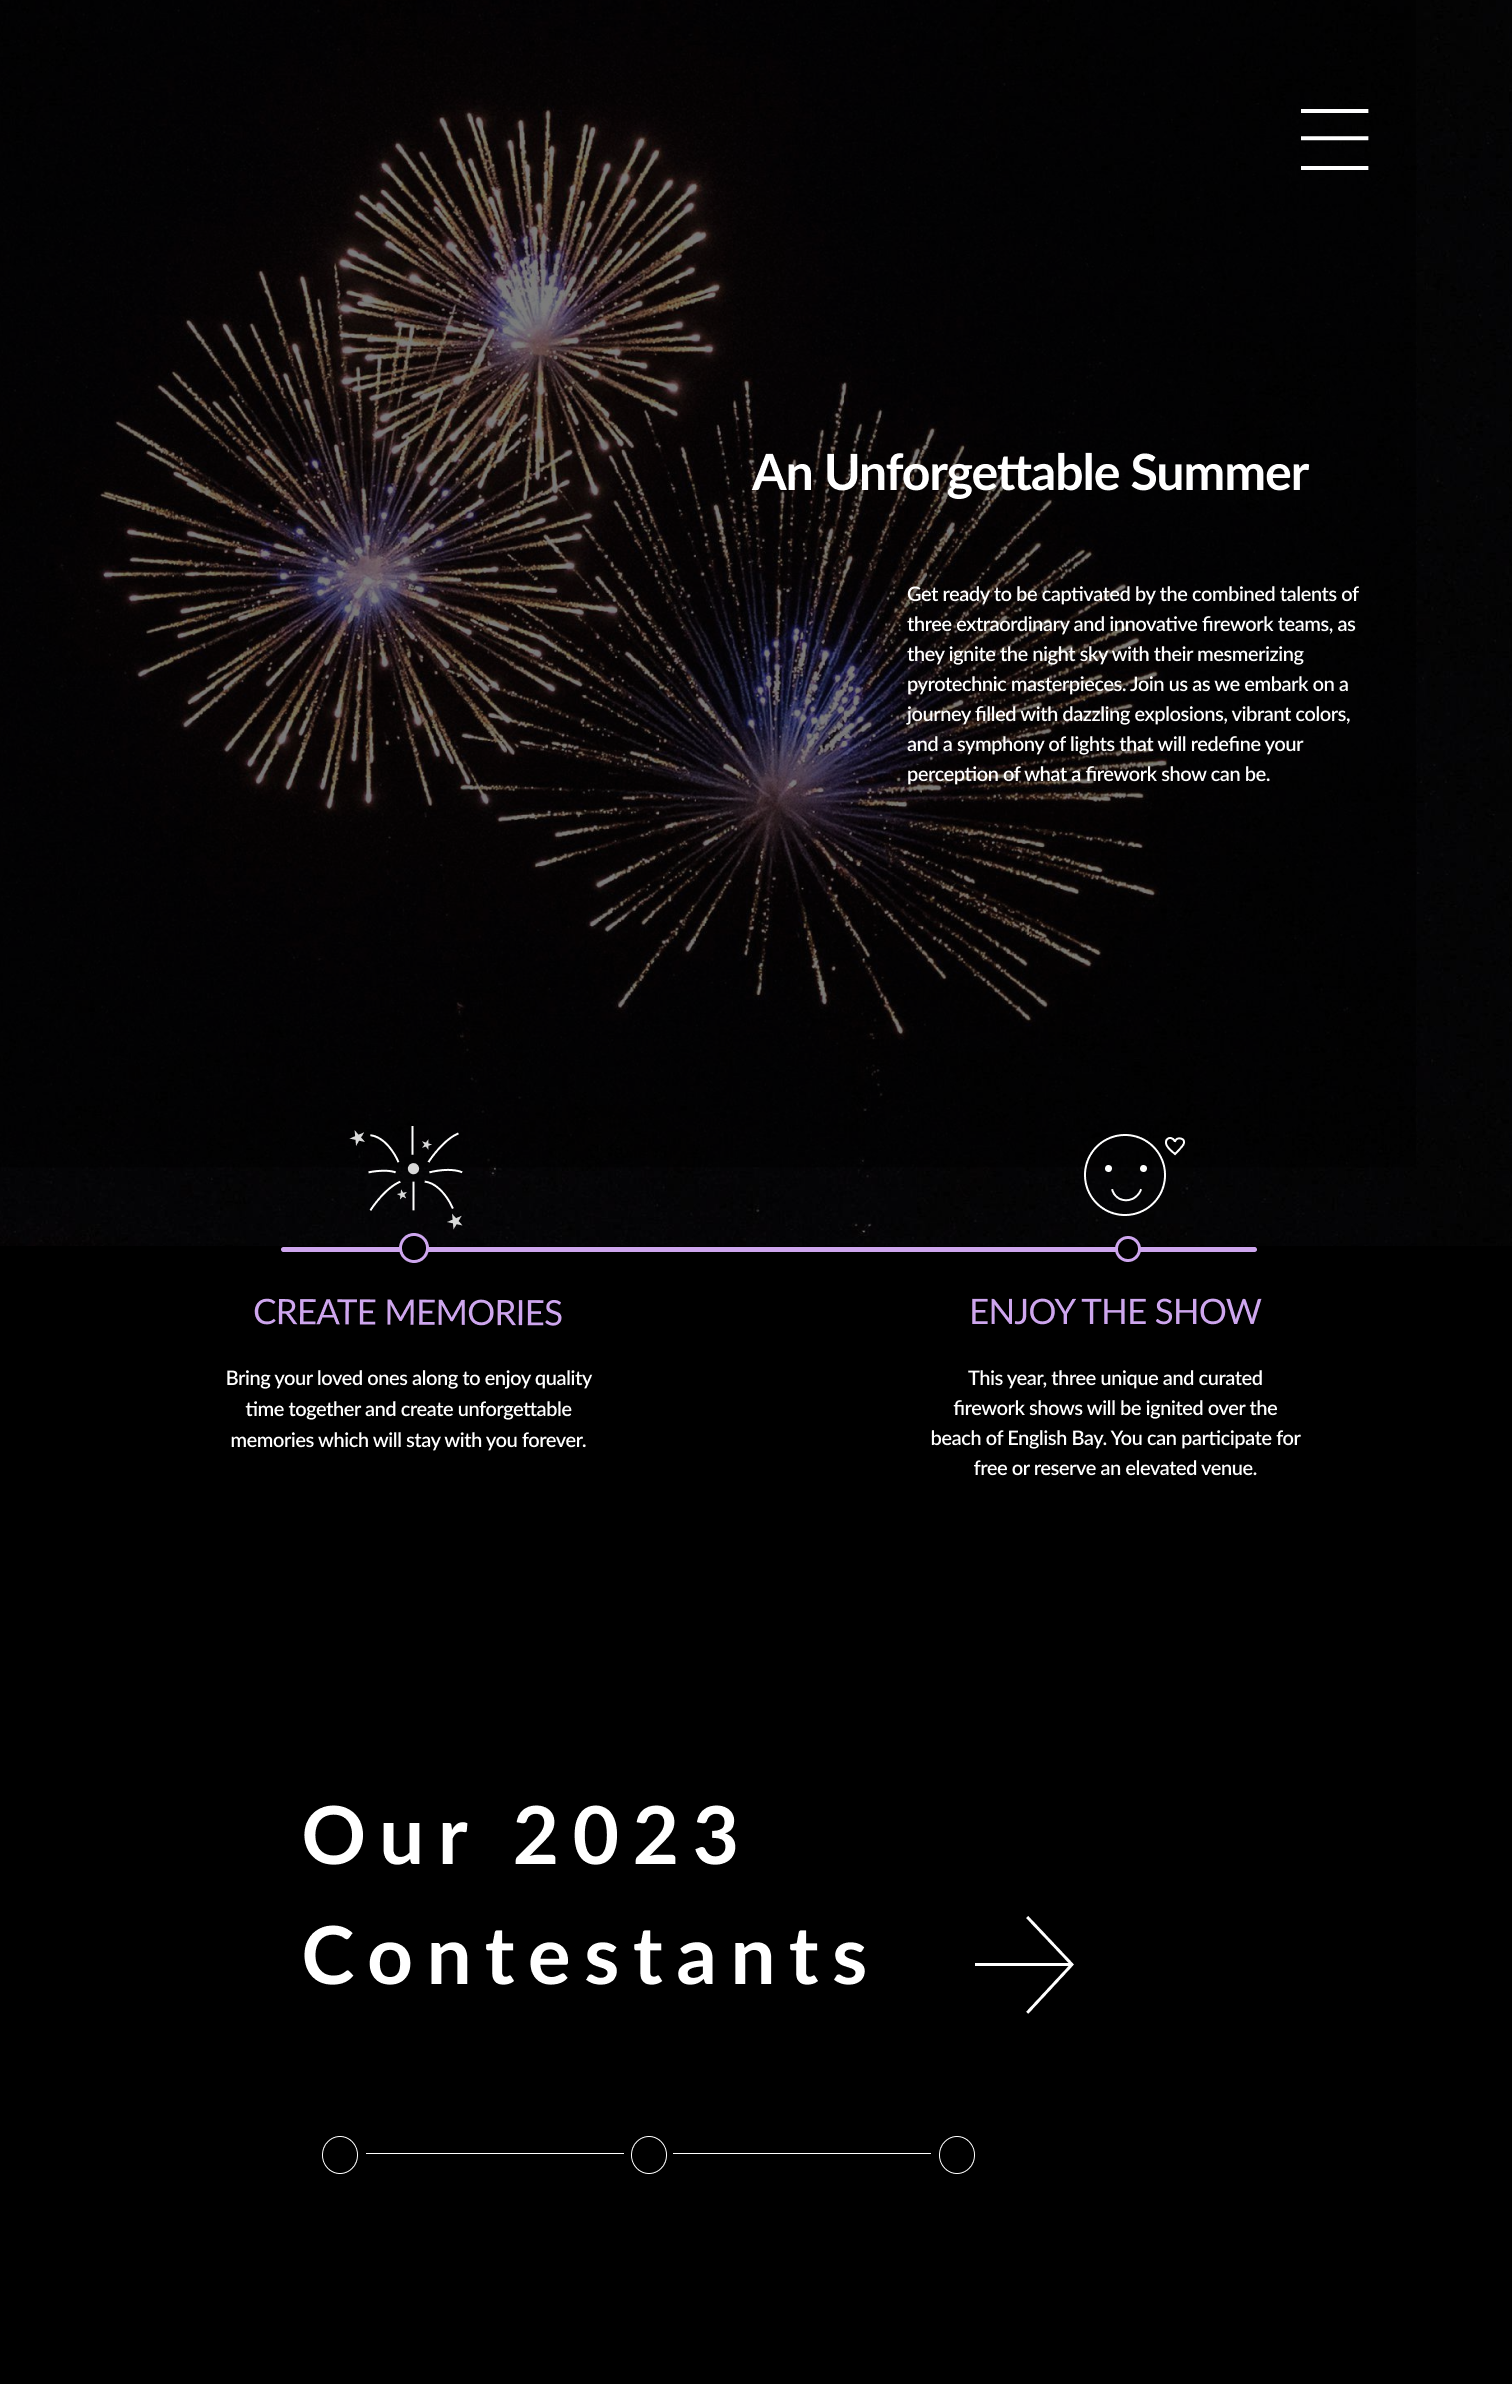 An Unforgettable Summer
Get ready to be captivated by the combined talents of
three extraordinary and innovative firework teams, as
they ignite the night sky with their mesmerizing
pyrotechnic masterpieces. Join us as we embark on a
journey filled with dazzling explosions, vibrant colors,
and a symphony of lights that will redefine your
perception of what a firework show can be.
CREATE MEMORIES
Bring your loved ones along to enjoy quality
time together and create unforgettable
memories which will stay with you forever.
ENJOY THE SHOW
This year, three unique and curated
firework shows will be ignited over the
beach of English Bay. You can participate for
free or reserve an elevated venue.
Our 2023
Contestants